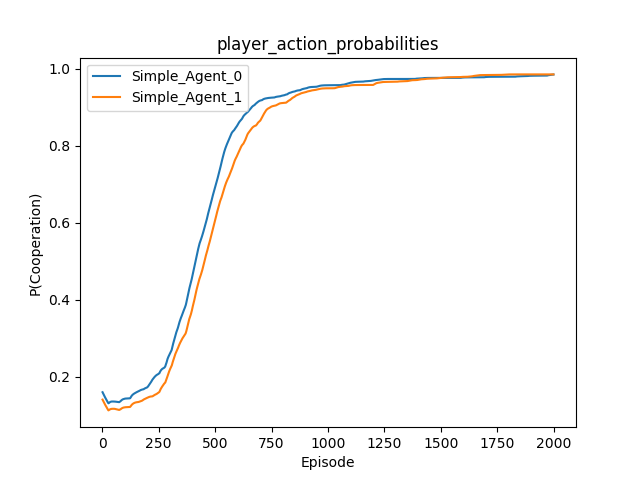 player_action_probabilities
Simple_Agent_0
Simple_Agent_1
P(Cooperation)
1.0
0.8
0.6
0.4
0.2
0 250 500 750 1000 1250 1500 1750 2000
Episode